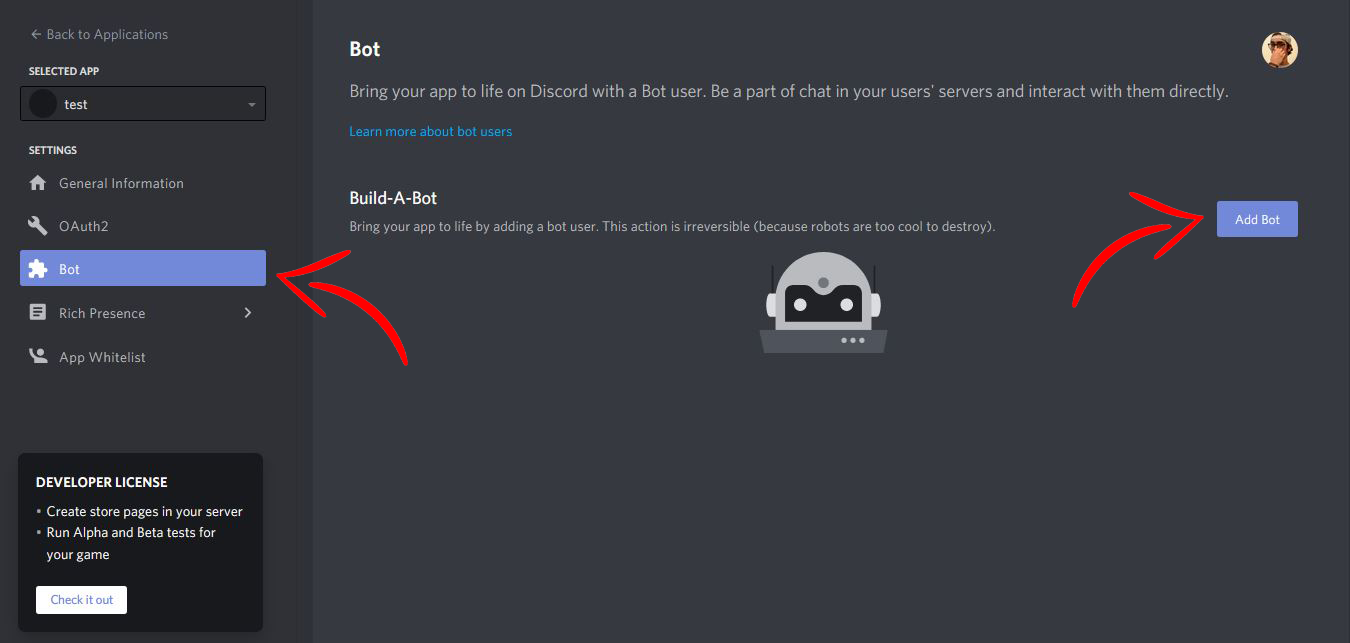 ← Back to Applications
SELECTED APP
test
SETTINGS
General Information
OAuth2
Bot
Rich Presence
App Whitelist
DEVELOPER LICENSE
• Create store pages in your server
• Run Alpha and Beta tests for
your game
Check it out
Bot
Bring your app to life on Discord with a Bot user. Be a part of chat in your users' servers and interact with them directly.
Learn more about bot users
Build-A-Bot
Bring your app to life by adding a bot user. This action is irreversible (because robots are too cool to destroy).
Add Bot